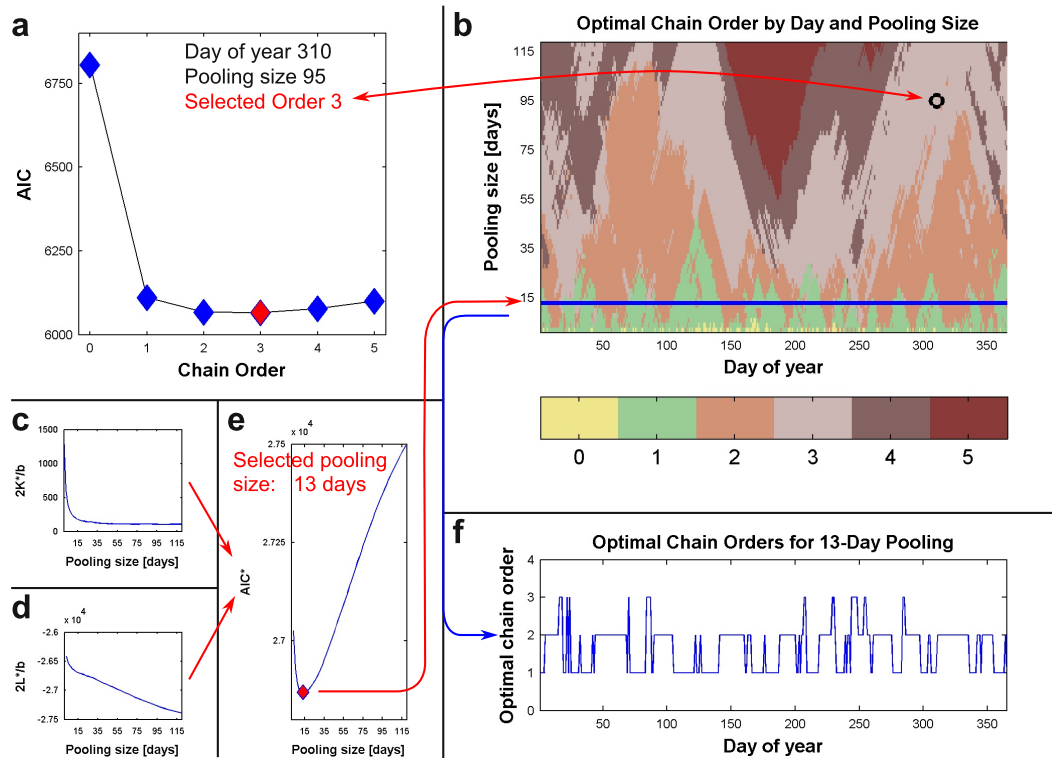 a
Day of year 310
Pooling size 95
Selected Order 3
AIC
6750
6500
6250
6000
0 1 2 3 4 5
Chain Order
b
Optimal Chain Order by Day and Pooling Size
Pooling size [days]
115
95
75
55
35
15
50 100 150 200 250 300 350
Day of year
0 1 2 3 4 5
c
2K*/b
1500
1000
500
0
15 35 55 75 95 115
Pooling size [days]
d
x 10^4
2L*/b
-2.6
-2.65
-2.7
-2.75
15 35 55 75 95 115
Pooling size [days]
e
x 10^4
2.75
Selected pooling
size: 13 days
2.725
AIC*
2.7
15 35 55 75 95 115
Pooling size [days]
f
Optimal Chain Orders for 13-Day Pooling
Optimal chain order
4
3
2
1
0
50 100 150 200 250 300 350
Day of year